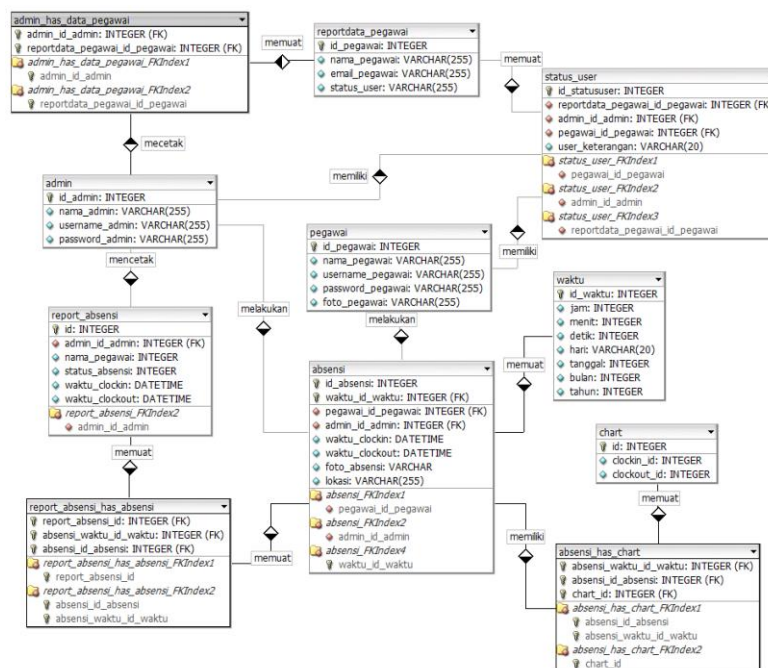 admin_has_data_pegawai
admin_id_admin: INTEGER (FK)
reportdata_pegawai_id_pegawai: INTEGER (FK)
admin_has_data_pegawai_FKIndex1
admin_id_admin
admin_has_data_pegawai_FKIndex2
reportdata_pegawai_id_pegawai
memuat
reportdata_pegawai
id_pegawai: INTEGER
nama_pegawai: VARCHAR(255)
email_pegawai: VARCHAR(255)
status_user: VARCHAR(255)
memuat
status_user
id_statususer: INTEGER
reportdata_pegawai_id_pegawai: INTEGER (FK
admin_id_admin: INTEGER (FK)
pegawai_id_pegawai: INTEGER (FK)
user_keterangan: VARCHAR(20)
status_user_FKIndex1
pegawai_id_pegawai
status_user_FKIndex2
admin_id_admin
status_user_FKIndex3
reportdata_pegawai_id_pegawai
mecetak
memiliki
admin
id_admin: INTEGER
nama_admin: VARCHAR(255)
username_admin: VARCHAR(255)
password_admin: VARCHAR(255)
pegawai
id_pegawai: INTEGER
nama_pegawai: VARCHAR(255)
username_pegawai: VARCHAR(255)
password_pegawai: VARCHAR(255)
foto_pegawai: VARCHAR(255)
memiliki
mencetak
melakukan
melakukan
waktu
id_waktu: INTEGER
jam: INTEGER
menit: INTEGER
detik: INTEGER
hari: VARCHAR(20)
tanggal: INTEGER
bulan: INTEGER
tahun: INTEGER
report_absensi
id: INTEGER
admin_id_admin: INTEGER (FK)
nama_pegawai: INTEGER
status_absensi: INTEGER
waktu_clockin: DATETIME
waktu_clockout: DATETIME
report_absensi_FKIndex2
admin_id_admin
absensi
id_absensi: INTEGER
waktu_id_waktu: INTEGER (FK)
pegawai_id_pegawai: INTEGER (FK)
admin_id_admin: INTEGER (FK)
waktu_clockin: DATETIME
waktu_clockout: DATETIME
foto_absensi: VARCHAR
lokasi: VARCHAR(255)
absensi_FKIndex1
pegawai_id_pegawai
absensi_FKIndex2
admin_id_admin
absensi_FKIndex4
waktu_id_waktu
memuat
chart
id: INTEGER
clockin_id: INTEGER
clockout_id: INTEGER
memuat
memuat
report_absensi_has_absensi
report_absensi_id: INTEGER (FK)
absensi_waktu_id_waktu: INTEGER (FK)
absensi_id_absensi: INTEGER (FK)
report_absensi_has_absensi_FKIndex1
report_absensi_id
report_absensi_has_absensi_FKIndex2
absensi_id_absensi
absensi_waktu_id_waktu
memuat
memiliki
absensi_has_chart
absensi_waktu_id_waktu: INTEGER (FK)
absensi_id_absensi: INTEGER (FK)
chart_id: INTEGER (FK)
absensi_has_chart_FKIndex1
absensi_id_absensi
absensi_waktu_id_waktu
absensi_has_chart_FKIndex2
chart_id